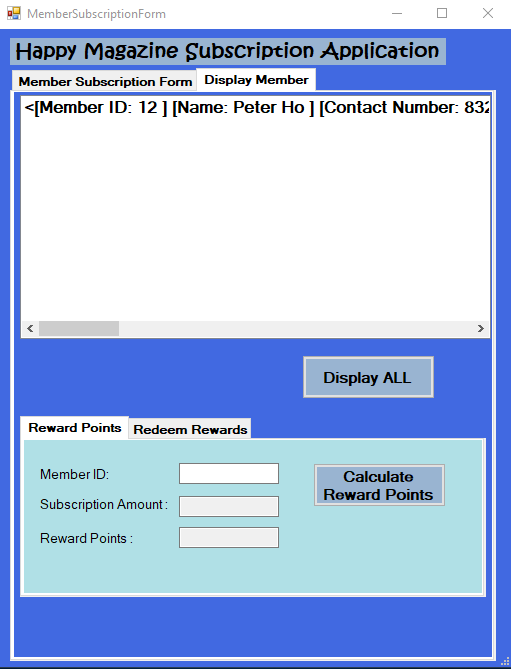 MemberSubscriptionForm
Happy Magazine Subscription Application
Member Subscription Form Display Member
<[Member ID: 12 ] [Name: Peter Ho ] [Contact Number: 832
Display ALL
Reward Points Redeem Rewards
Member ID:
Calculate
Reward Points
Subscription Amount :
Reward Points :